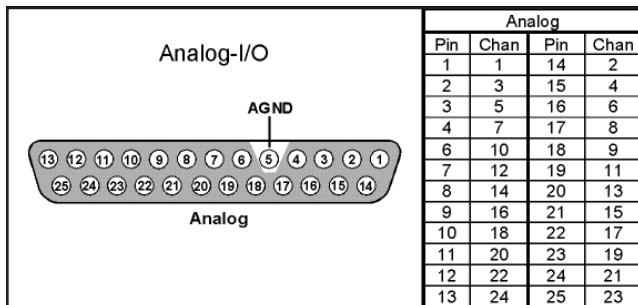 Analog-I/O
AGND
13 12 11 10 9 8 7 6 5 4 3 2 1
25 24 23 22 21 20 19 18 17 16 15 14
Analog
Analog
Pin Chan Pin Chan
1 1 14 2
2 3 15 4
3 5 16 6
4 7 17 8
6 10 18 9
7 12 19 11
8 14 20 13
9 16 21 15
10 18 22 17
11 20 23 19
12 22 24 21
13 24 25 23